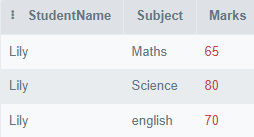 StudentName Subject Marks
Lily Maths 65
Lily Science 80
Lily english 70